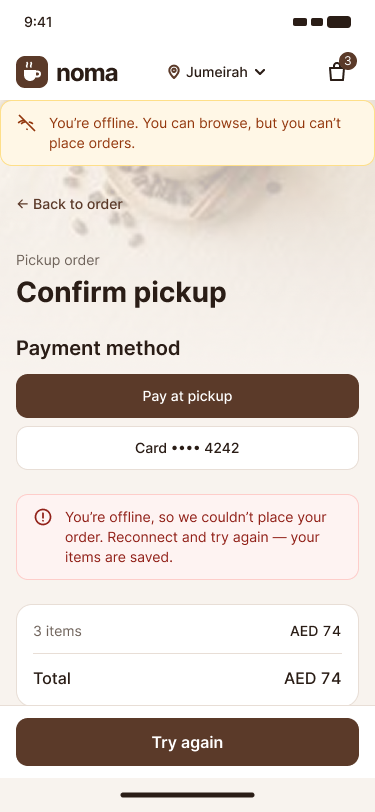 9:41
noma
Jumeirah
3
You’re offline. You can browse, but you can’t
place orders.
← Back to order
Pickup order
Confirm pickup
Payment method
Pay at pickup
Card •••• 4242
You’re offline, so we couldn’t place your
order. Reconnect and try again — your
items are saved.
3 items AED 74
Total AED 74
Try again